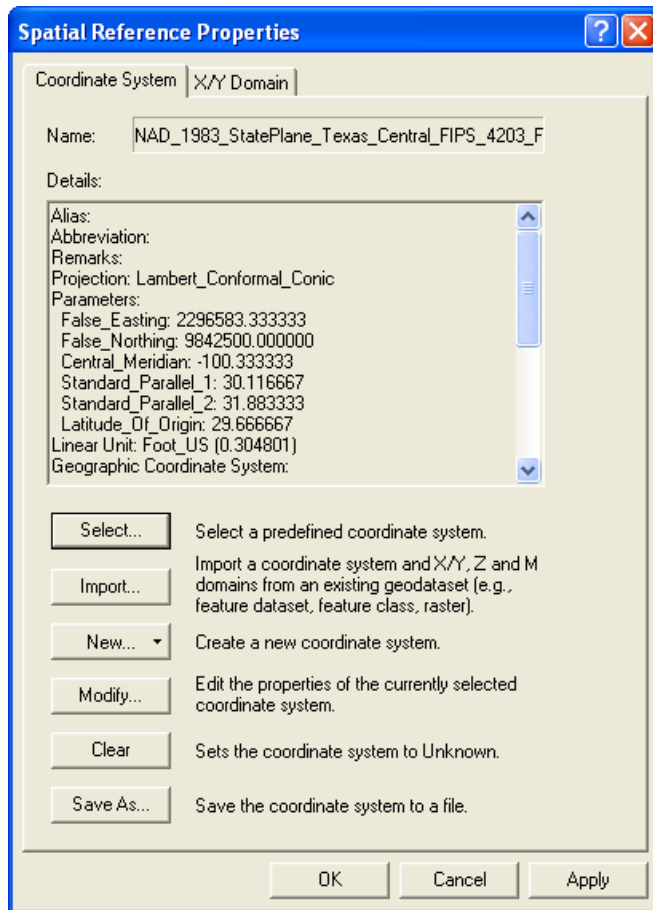 Spatial Reference Properties
Coordinate System
X/Y Domain
Name: NAD_1983_StatePlane_Texas_Central_FIPS_4203_F
Details:
Alias:
Abbreviation:
Remarks:
Projection: Lambert_Conformal_Conic
Parameters:
False_Easting: 2296583.333333
False_Northing: 9842500.000000
Central_Meridian: -100.333333
Standard_Parallel_1: 30.116667
Standard_Parallel_2: 31.883333
Latitude_Of_Origin: 29.666667
Linear Unit: Foot_US (0.304801)
Geographic Coordinate System:
Select... Select a predefined coordinate system.
Import... Import a coordinate system and X/Y, Z and M
domains from an existing geodataset (e.g.,
feature dataset, feature class, raster).
New... Create a new coordinate system.
Modify... Edit the properties of the currently selected
coordinate system.
Clear Sets the coordinate system to Unknown.
Save As... Save the coordinate system to a file.
OK Cancel Apply